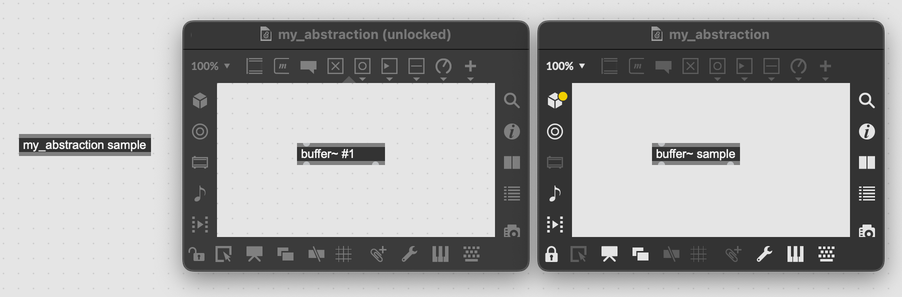 my_abstraction sample
my_abstraction (unlocked)
100%
m
buffer~ #1
my_abstraction
100%
m
buffer~ sample